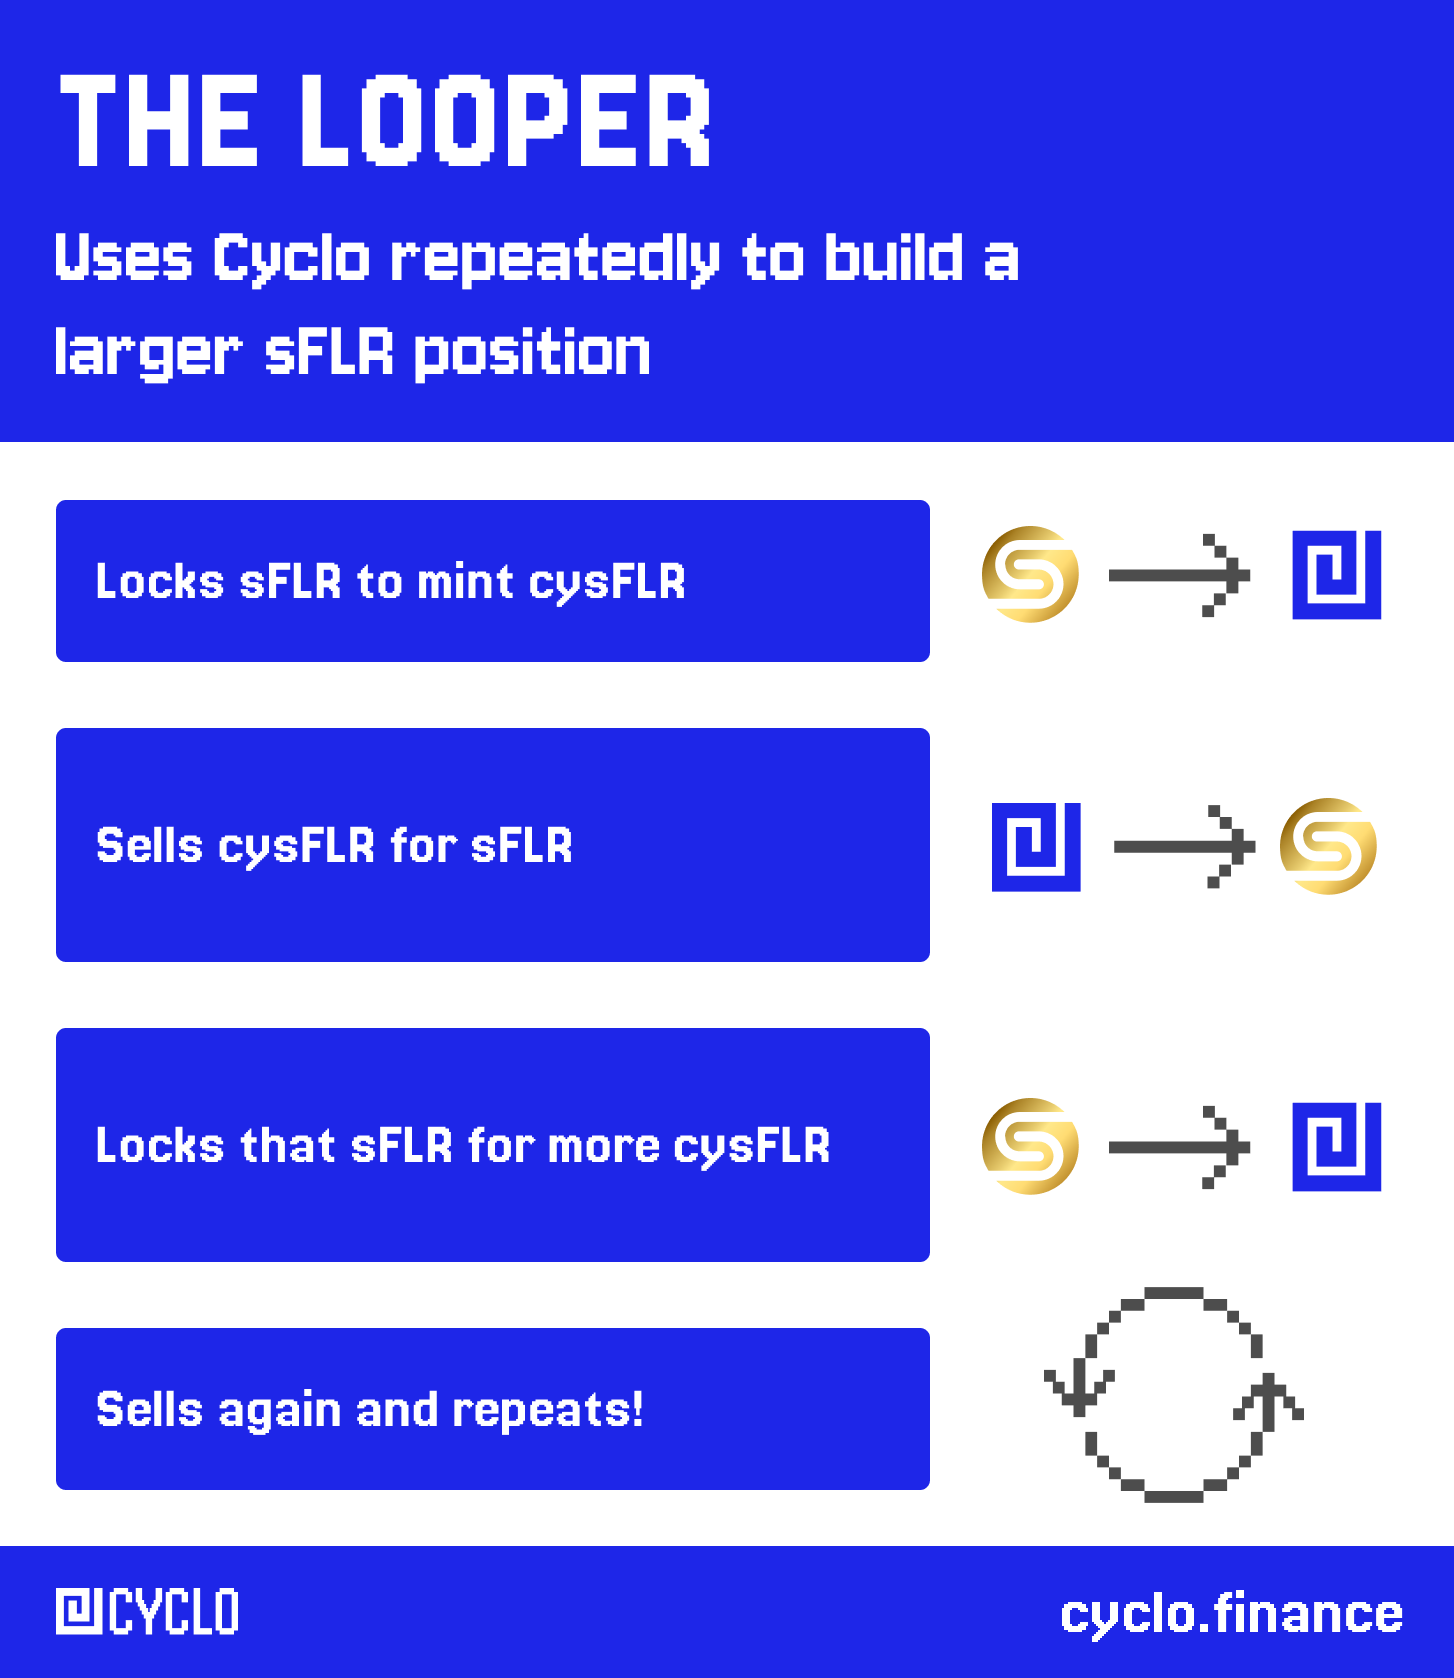 THE LOOPER
Uses Cyclo repeatedly to build a
larger sFLR position
Locks sFLR to mint cysFLR
Sells cysFLR for sFLR
Locks that sFLR for more cysFLR
Sells again and repeats!
CYCLO
cyclo.finance